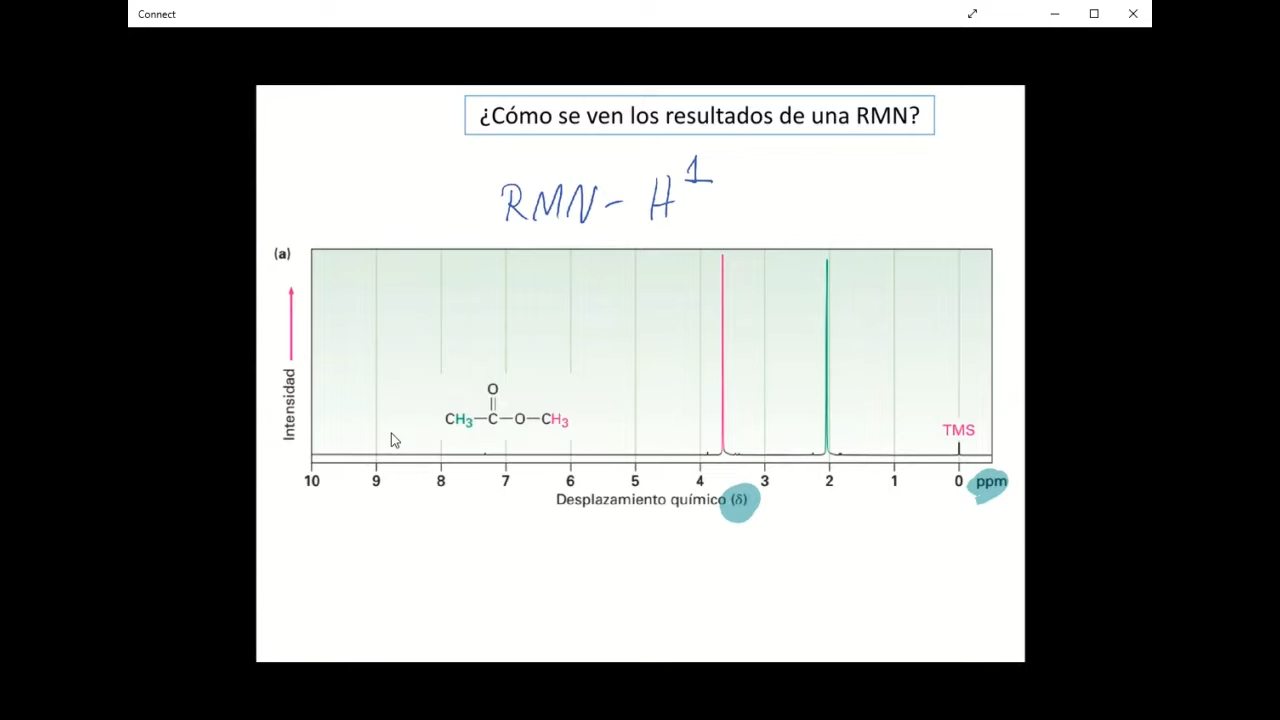 Connect
¿Cómo se ven los resultados de una RMN?
RMN- H¹
(a)
Intensidad
O
CH₃—C—O—CH₃
TMS
10 9 8 7 6 5 4 3 2 1 0 ppm
Desplazamiento químico (δ)